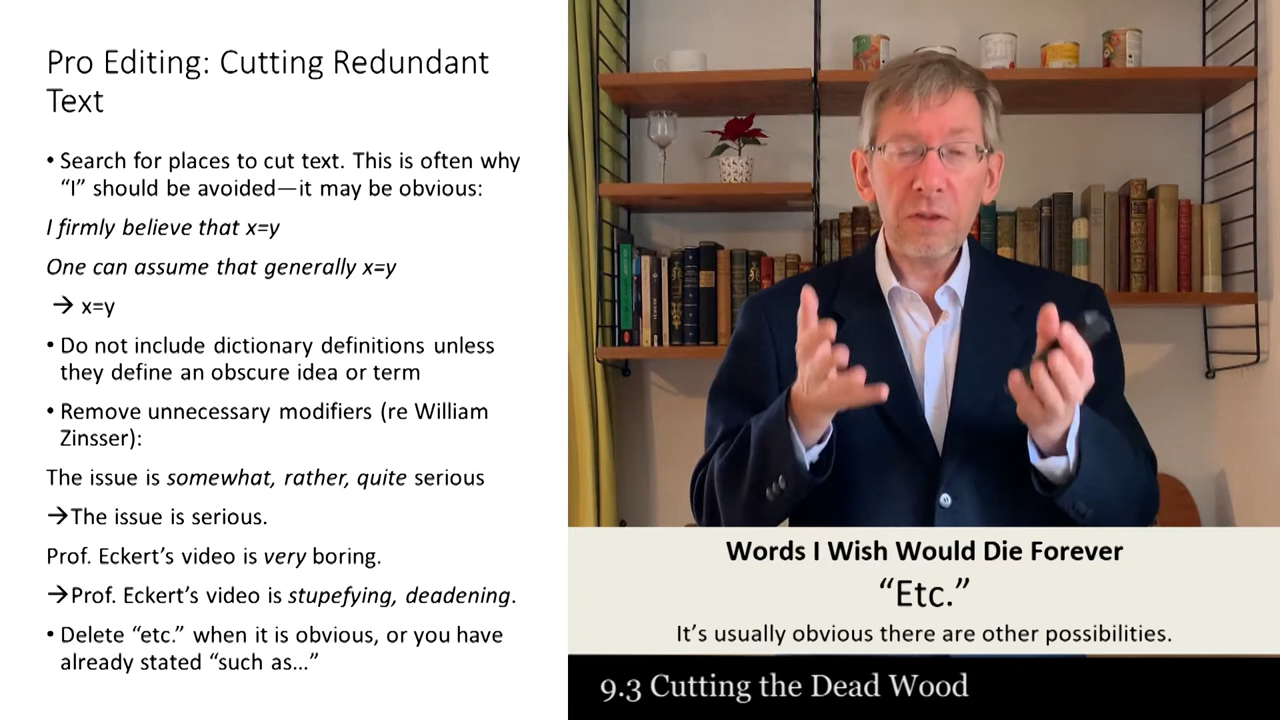 Pro Editing: Cutting Redundant
Text
• Search for places to cut text. This is often why
“I” should be avoided—it may be obvious:
I firmly believe that x=y
One can assume that generally x=y
→ x=y
• Do not include dictionary definitions unless
they define an obscure idea or term
• Remove unnecessary modifiers (re William
Zinsser):
The issue is somewhat, rather, quite serious
→The issue is serious.
Prof. Eckert’s video is very boring.
→Prof. Eckert’s video is stupefying, deadening.
• Delete “etc.” when it is obvious, or you have
already stated “such as…”
Words I Wish Would Die Forever
“Etc.”
It’s usually obvious there are other possibilities.
9.3 Cutting the Dead Wood